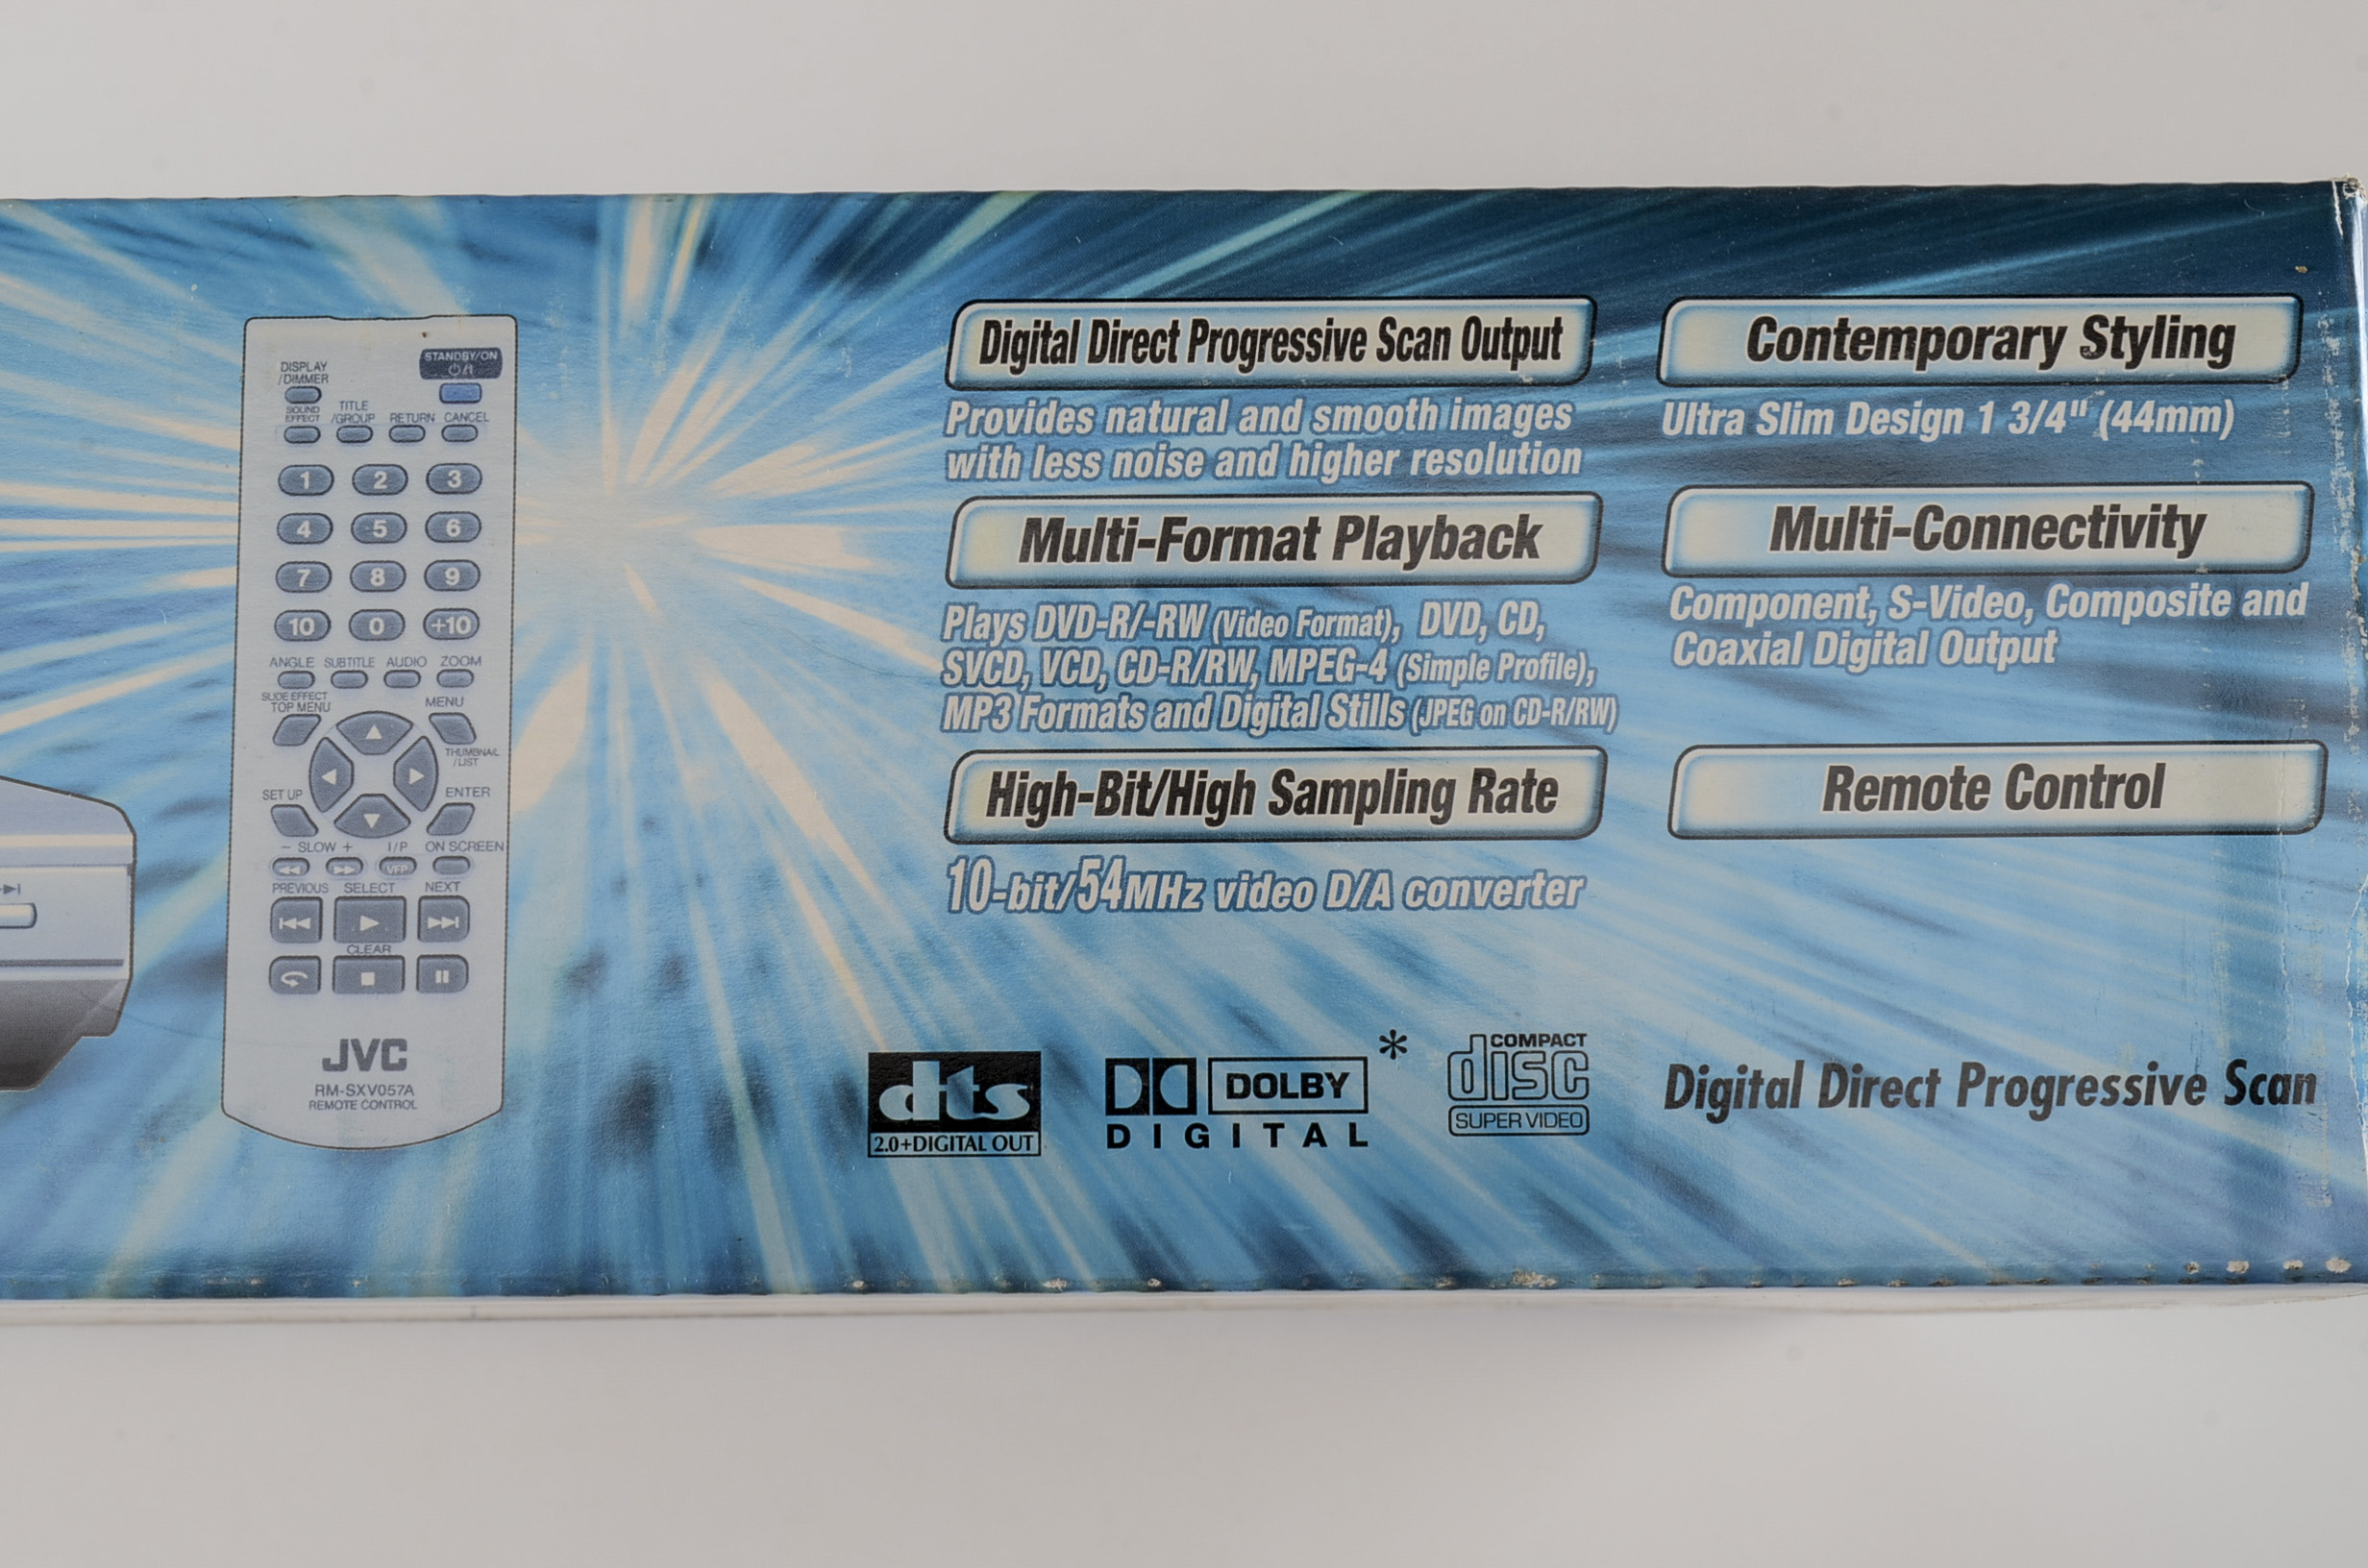 STANDBY/ON
DISPLAY
/DIMMER
SOUND
EFFECT
TITLE
/GROUP
RETURN
CANCEL
1 2 3
4 5 6
7 8 9
10 0 +10
ANGLE SUBTITLE AUDIO ZOOM
SLIDE EFFECT
TOP MENU
MENU
THUMBNAIL
/LIST
SET UP
ENTER
− SLOW +
I/P
ON SCREEN
VFP
PREVIOUS SELECT NEXT
CLEAR
JVC
RM-SXV057A
REMOTE CONTROL
Digital Direct Progressive Scan Output
Provides natural and smooth images
with less noise and higher resolution
Multi-Format Playback
Plays DVD-R/-RW (Video Format), DVD, CD,
SVCD, VCD, CD-R/RW, MPEG-4 (Simple Profile),
MP3 Formats and Digital Stills (JPEG on CD-R/RW)
High-Bit/High Sampling Rate
10-bit/54MHz video D/A converter
Contemporary Styling
Ultra Slim Design 1 3/4" (44mm)
Multi-Connectivity
Component, S-Video, Composite and
Coaxial Digital Output
Remote Control
dts
2.0+DIGITAL OUT
DOLBY *
DIGITAL
COMPACT
disc
SUPER VIDEO
Digital Direct Progressive Scan